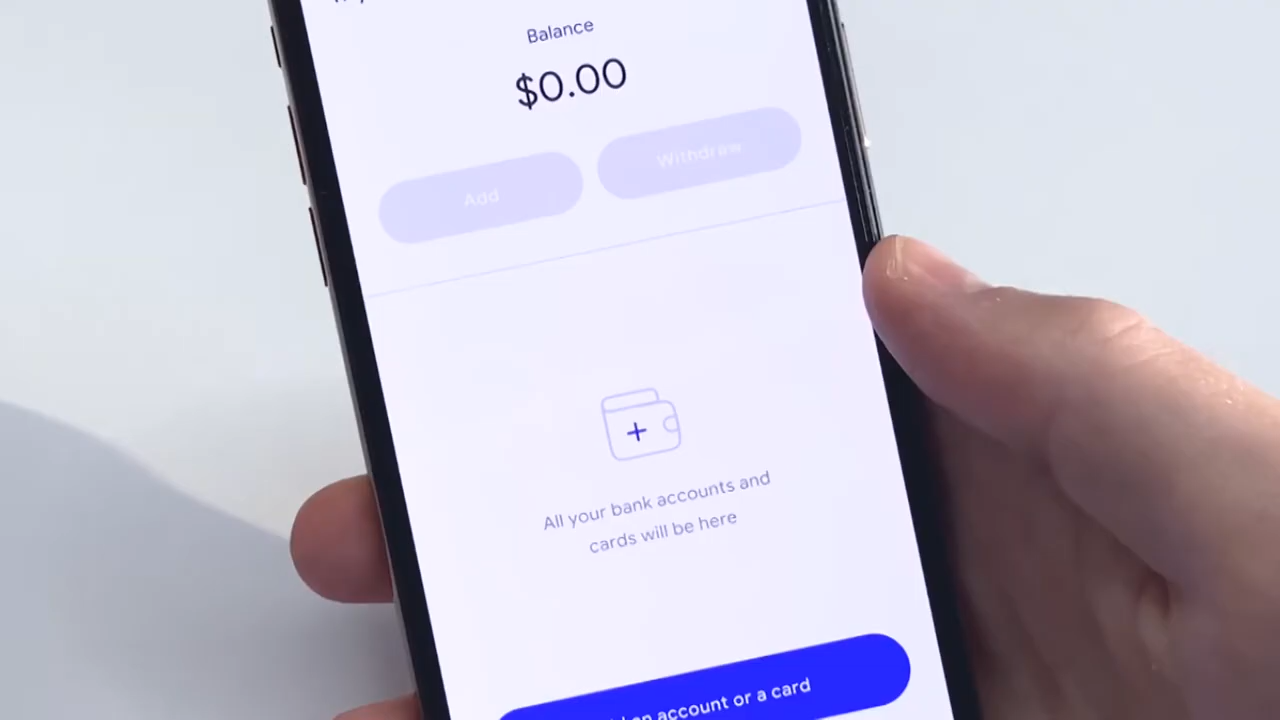 Balance
$0.00
Add
Withdraw
All your bank accounts and
cards will be here
an account or a card